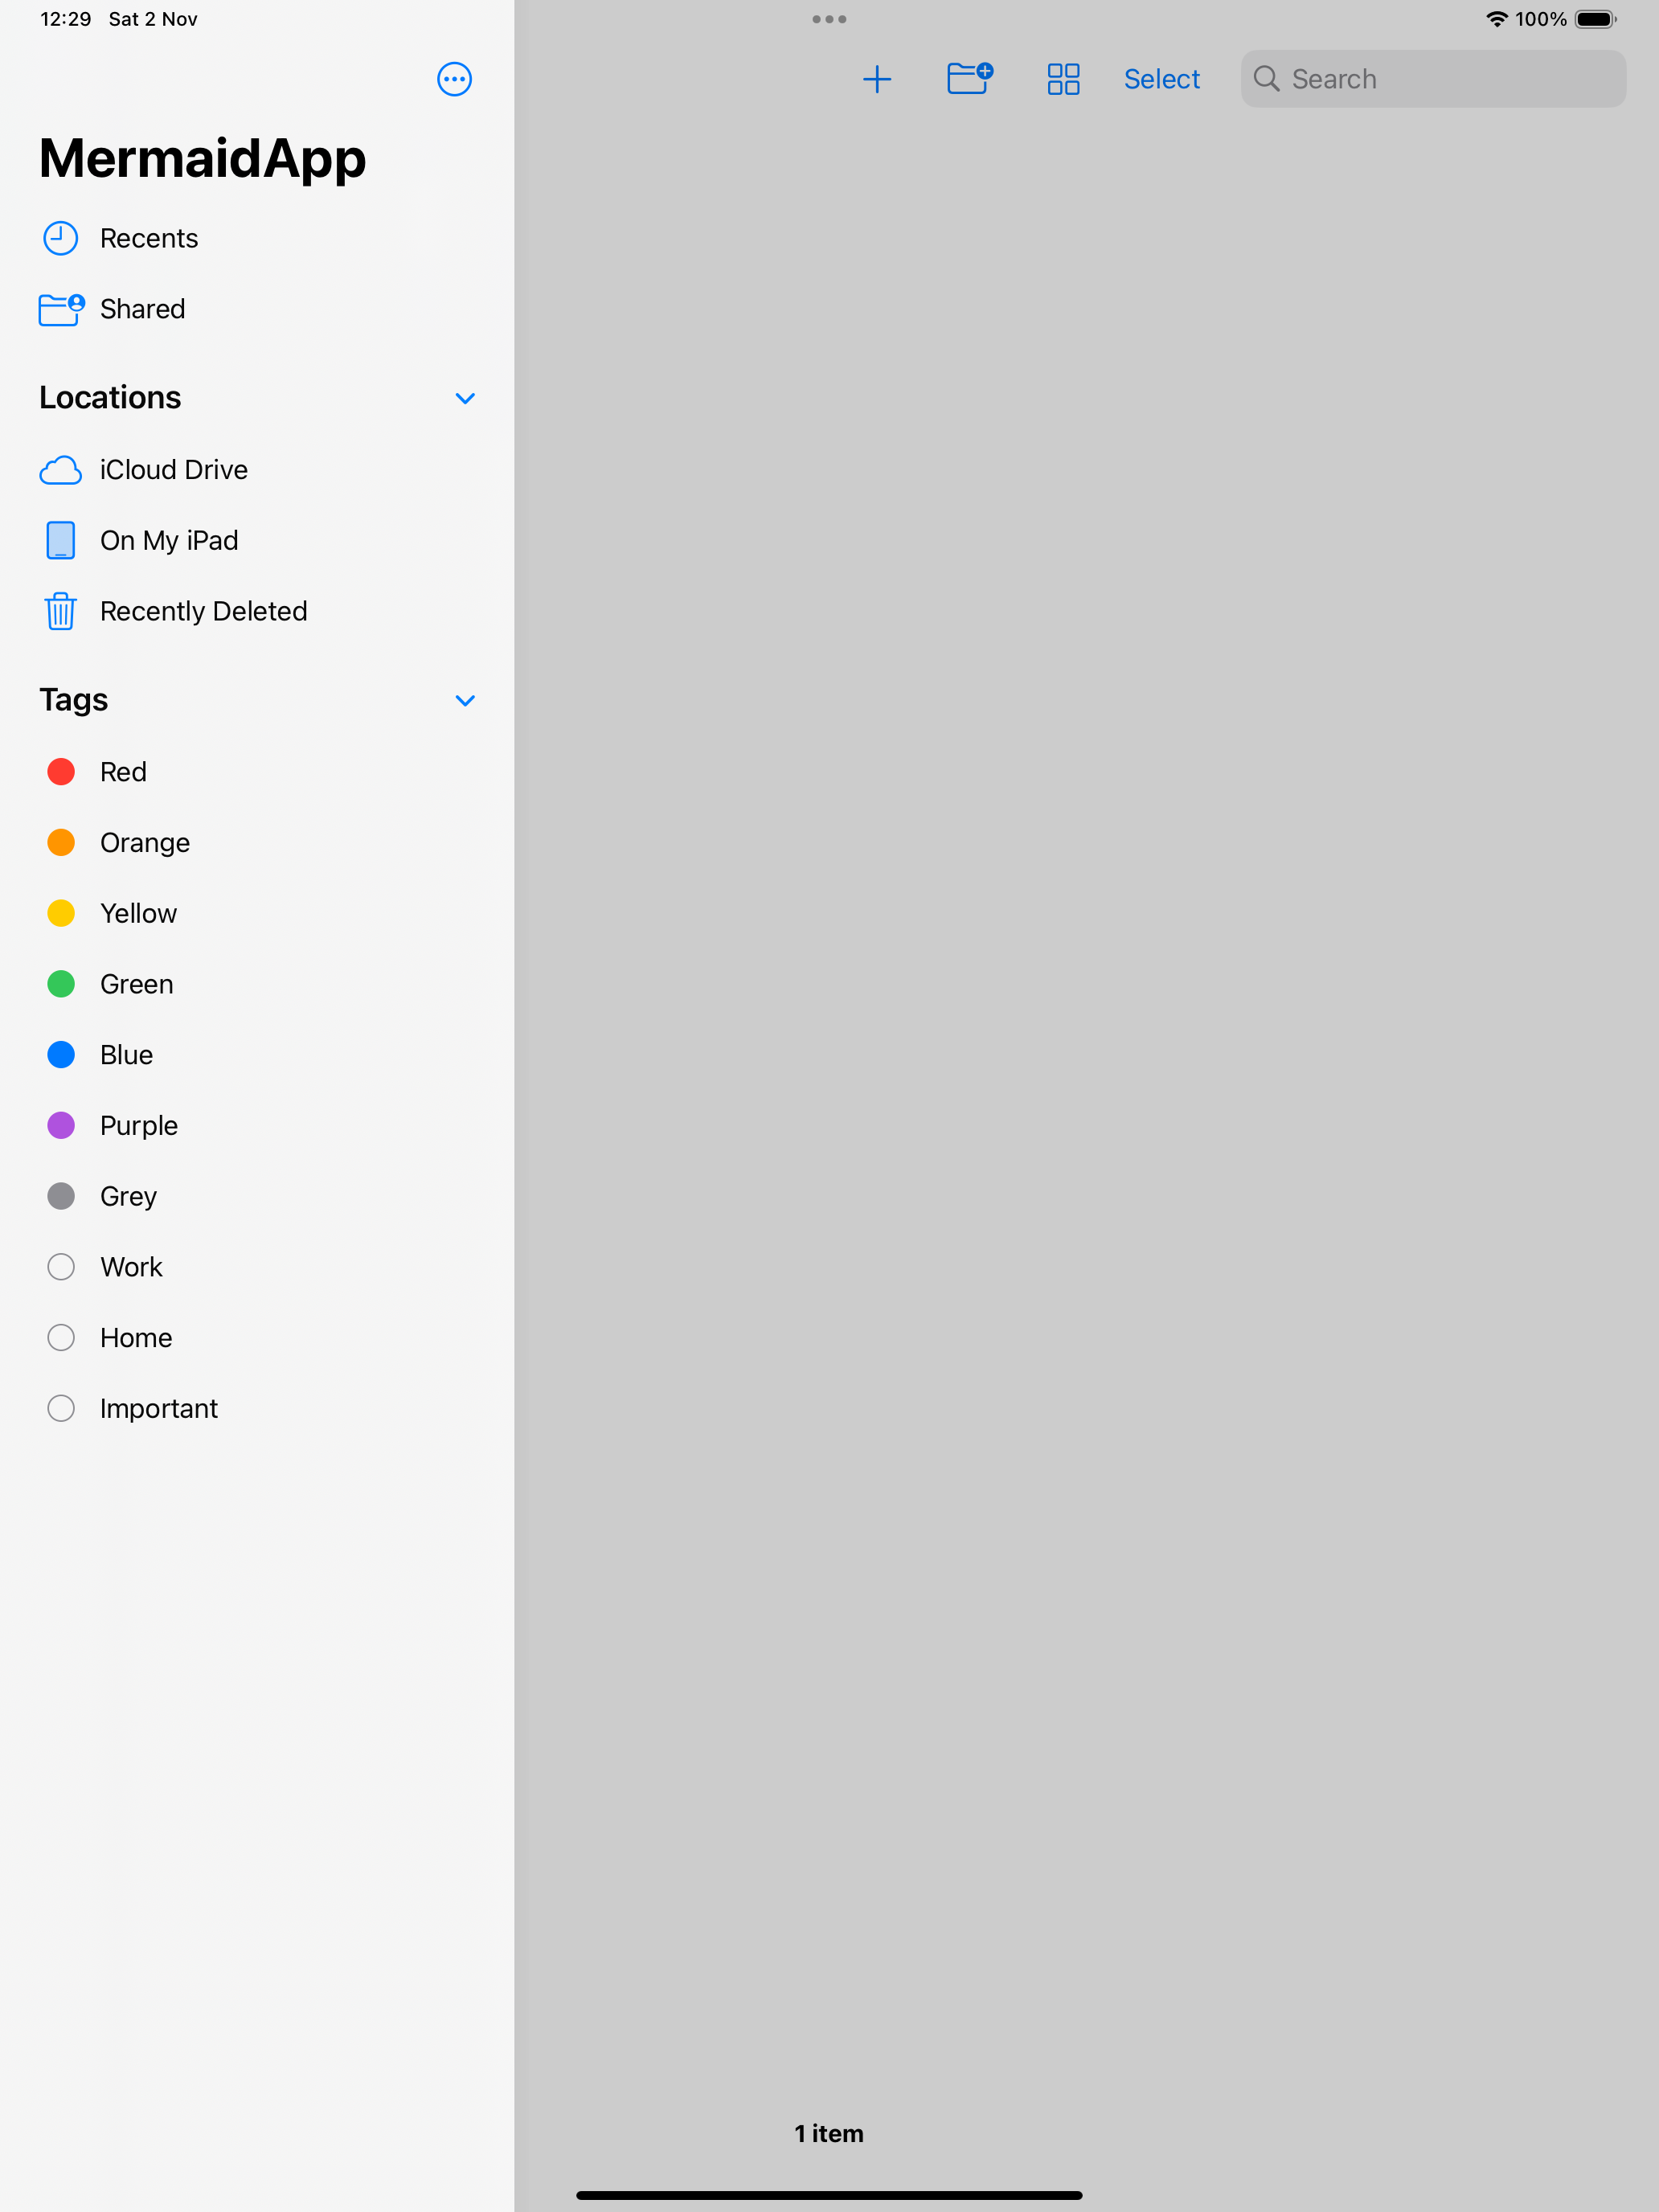 12:29 Sat 2 Nov
100%
Select
Search
MermaidApp
Recents
Shared
Locations
iCloud Drive
On My iPad
Recently Deleted
Tags
Red
Orange
Yellow
Green
Blue
Purple
Grey
Work
Home
Important
1 item